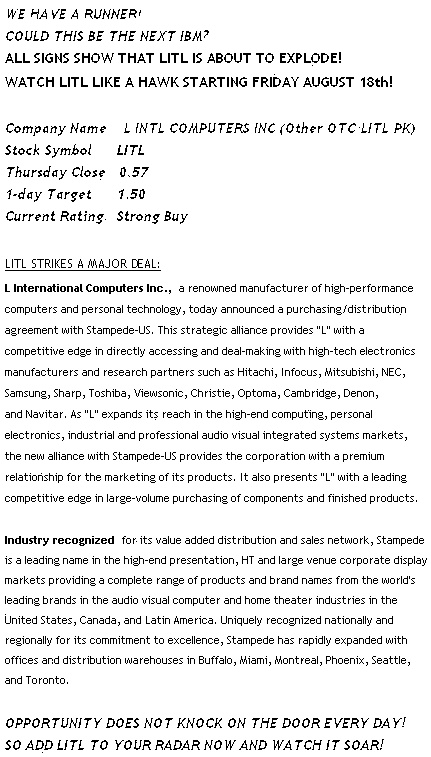 WE HAVE A RUNNER!
COULD THIS BE THE NEXT IBM?
ALL SIGNS SHOW THAT LITL IS ABOUT TO EXPLODE!
WATCH LITL LIKE A HAWK STARTING FRIDAY AUGUST 18th!
Company Name L INTL COMPUTERS INC (Other OTC:LITL PK)
Stock Symbol LITL
Thursday Close 0.57
1-day Target 1.50
Current Rating. Strong Buy
LITL STRIKES A MAJOR DEAL:
L International Computers Inc., a renowned manufacturer of high-performance
computers and personal technology, today announced a purchasing/distribution
agreement with Stampede-US. This strategic alliance provides "L" with a
competitive edge in directly accessing and deal-making with high-tech electronics
manufacturers and research partners such as Hitachi, Infocus, Mitsubishi, NEC,
Samsung, Sharp, Toshiba, Viewsonic, Christie, Optoma, Cambridge, Denon,
and Navitar. As "L" expands its reach in the high-end computing, personal
electronics, industrial and professional audio visual integrated systems markets,
the new alliance with Stampede-US provides the corporation with a premium
relationship for the marketing of its products. It also presents "L" with a leading
competitive edge in large-volume purchasing of components and finished products.
Industry recognized for its value added distribution and sales network, Stampede
is a leading name in the high-end presentation, HT and large venue corporate display
markets providing a complete range of products and brand names from the world's
leading brands in the audio visual computer and home theater industries in the
United States, Canada, and Latin America. Uniquely recognized nationally and
regionally for its commitment to excellence, Stampede has rapidly expanded with
offices and distribution warehouses in Buffalo, Miami, Montreal, Phoenix, Seattle,
and Toronto.
OPPORTUNITY DOES NOT KNOCK ON THE DOOR EVERY DAY!
SO ADD LITL TO YOUR RADAR NOW AND WATCH IT SOAR!